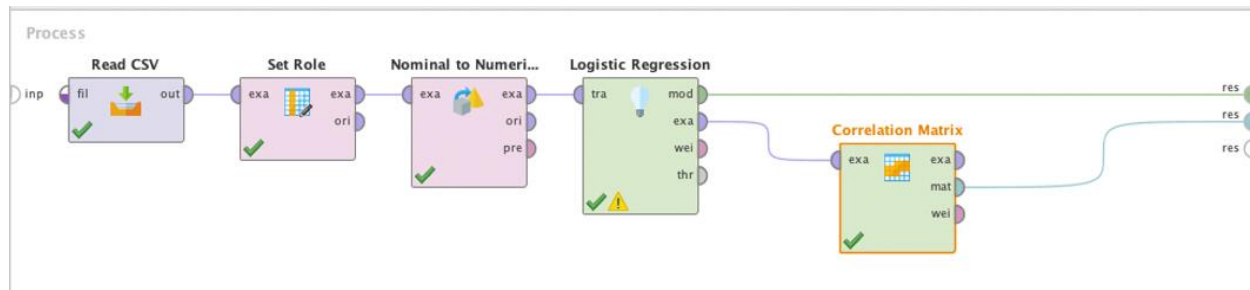 Process
Read CSV
Set Role
Nominal to Numeri...
Logistic Regression
inp
fil
out
exa
exa
ori
exa
exa
ori
pre
tra
mod
exa
wei
thr
Correlation Matrix
exa
exa
mat
wei
res
res
res